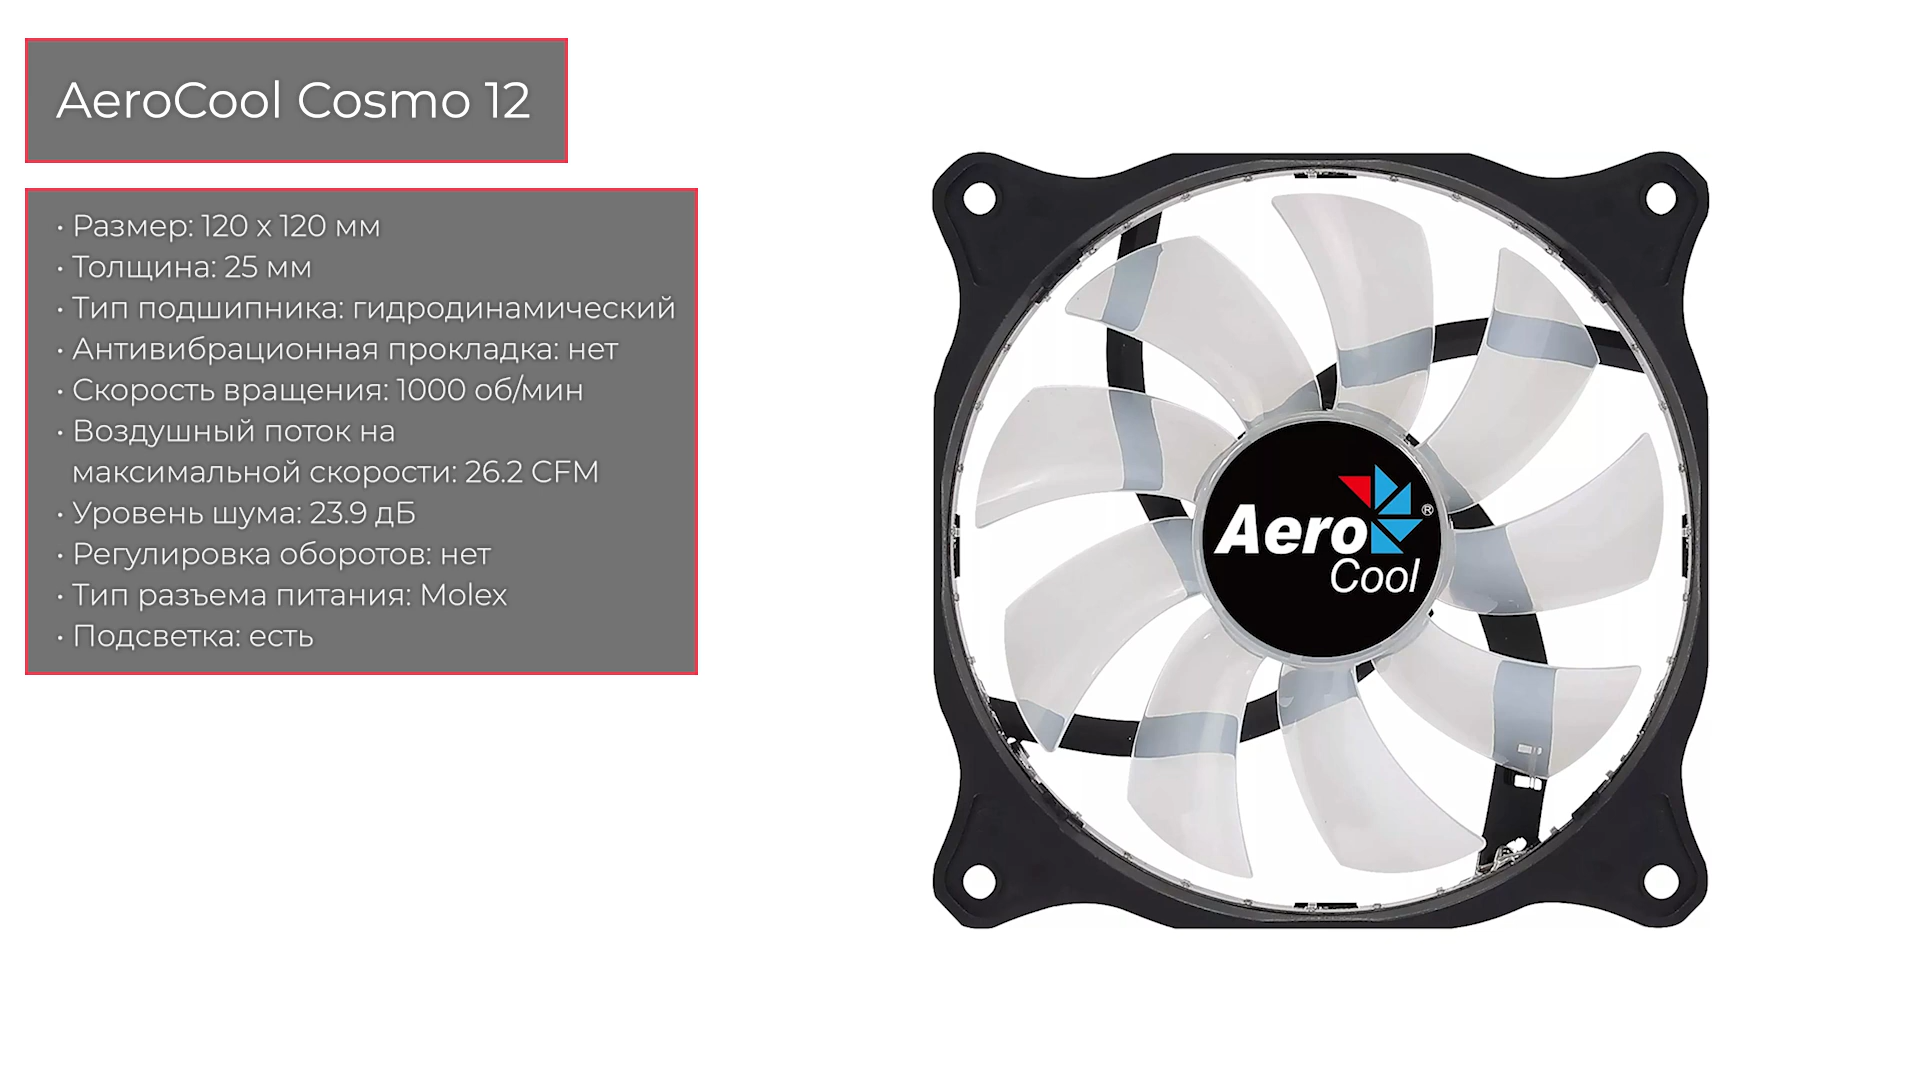 AeroCool Cosmo 12
• Размер: 120 x 120 мм
• Толщина: 25 мм
• Тип подшипника: гидродинамический
• Антивибрационная прокладка: нет
• Скорость вращения: 1000 об/мин
• Воздушный поток на
максимальной скорости: 26.2 CFM
• Уровень шума: 23.9 дБ
• Регулировка оборотов: нет
• Тип разъема питания: Molex
• Подсветка: есть
Aero ®
Cool